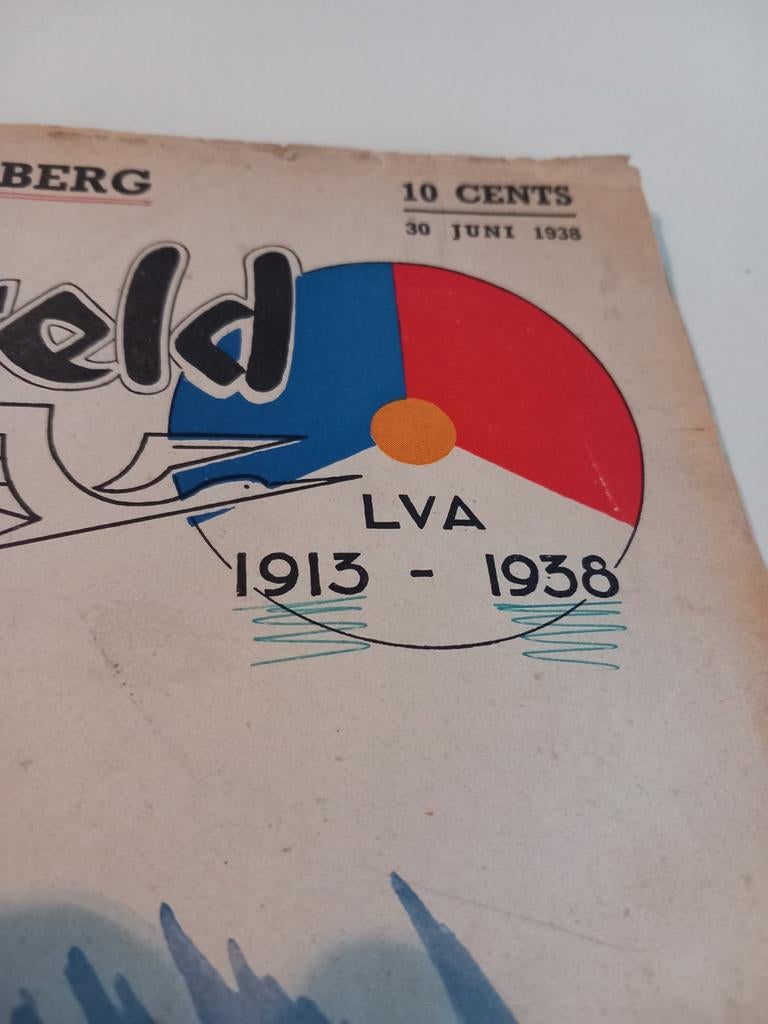 BERG
10 CENTS
30 JUNI 1938
eld
LVA
1913 - 1938